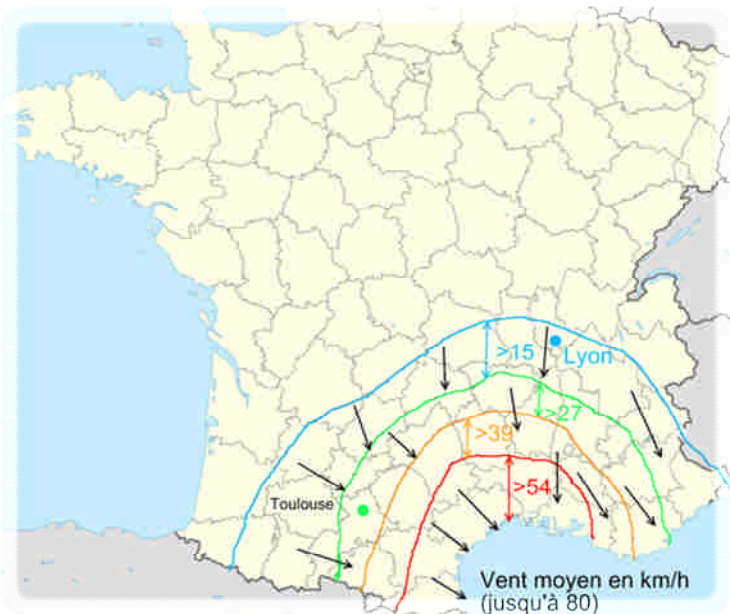 >15
Lyon
>27
>39
>54
Toulouse
Vent moyen en km/h
(jusqu'à 80)